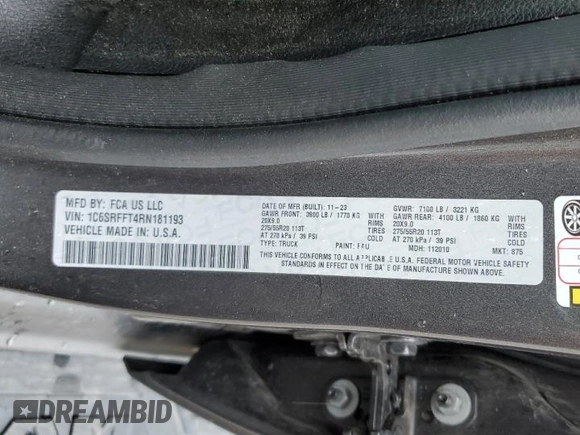 MFD BY: FCA US LLC
VIN: 1C6SRFFT4RN181193
VEHICLE MADE IN: U.S.A.
DATE OF MFR (BUILT): 11-23
GAWR FRONT: 3900 LB / 1770 KG
20X9.0 RIMS WITH
275/55R20 113T TIRES
AT 270 kPa / 39 PSI COLD
TYPE: TRUCK
PAINT:
GVWR: 7100 LB / 3221 KG
GAWR REAR: 4100 LB / 1860 KG
20X9.0 RIMS WITH
275/55R20 113T TIRES
AT 270 kPa / 39 PSI COLD
MDH: 112010
MKT: 875
THIS VEHICLE CONFORMS TO ALL APPLICABLE U.S.A. FEDERAL MOTOR VEHICLE SAFETY
STANDARDS IN EFFECT ON THE DATE OF MANUFACTURE SHOWN ABOVE.
DREAMBID